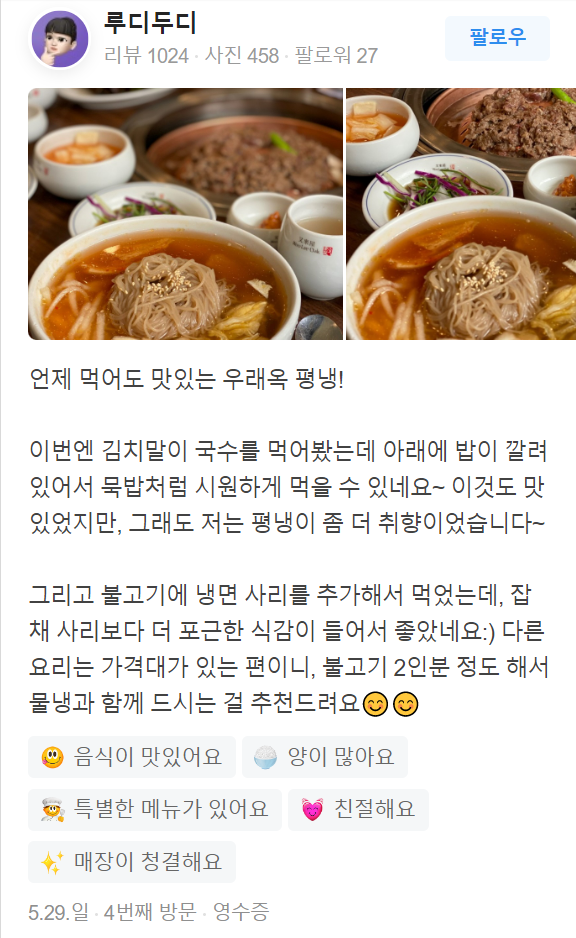 루디두디
리뷰 1024 · 사진 458 · 팔로워 27
팔로우
언제 먹어도 맛있는 우래옥 평냉!
이번엔 김치말이 국수를 먹어봤는데 아래에 밥이 깔려
있어서 묵밥처럼 시원하게 먹을 수 있네요~ 이것도 맛
있었지만, 그래도 저는 평냉이 좀 더 취향이었습니다~
그리고 불고기에 냉면 사리를 추가해서 먹었는데, 잡
채 사리보다 더 포근한 식감이 들어서 좋았네요:) 다른
요리는 가격대가 있는 편이니, 불고기 2인분 정도 해서
물냉과 함께 드시는 걸 추천드려요😊😊
음식이 맛있어요
양이 많아요
특별한 메뉴가 있어요
친절해요
매장이 청결해요
5.29.일 · 4번째 방문 · 영수증